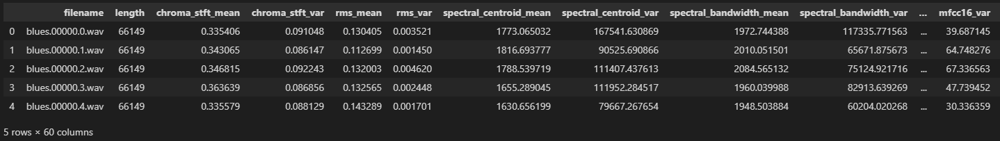 filename length chroma_stft_mean chroma_stft_var rms_mean rms_var spectral_centroid_mean spectral_centroid_var spectral_bandwidth_mean spectral_bandwidth_var ... mfcc16_var
0 blues.00000.0.wav 66149 0.335406 0.091048 0.130405 0.003521 1773.065032 167541.630869 1972.744388 117335.771563 ... 39.687145
1 blues.00000.1.wav 66149 0.343065 0.086147 0.112699 0.001450 1816.693777 90525.690866 2010.051501 65671.875673 ... 64.748276
2 blues.00000.2.wav 66149 0.346815 0.092243 0.132003 0.004620 1788.539719 111407.437613 2084.565132 75124.921716 ... 67.336563
3 blues.00000.3.wav 66149 0.363639 0.086856 0.132565 0.002448 1655.289045 111952.284517 1960.039988 82913.639269 ... 47.739452
4 blues.00000.4.wav 66149 0.335579 0.088129 0.143289 0.001701 1630.656199 79667.267654 1948.503884 60204.020268 ... 30.336359
5 rows × 60 columns